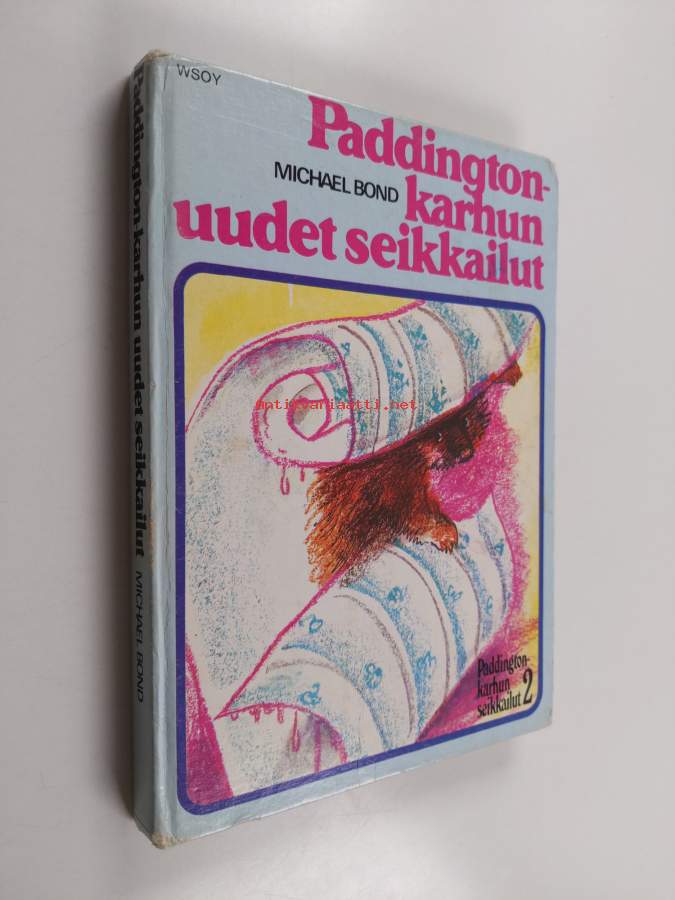 WSOY
Paddington-
MICHAEL BOND
karhun
uudet seikkailut
antikvariaatti.net
Paddington-
karhun
seikkailut 2
Paddington-karhun uudet seikkailut MICHAEL BOND